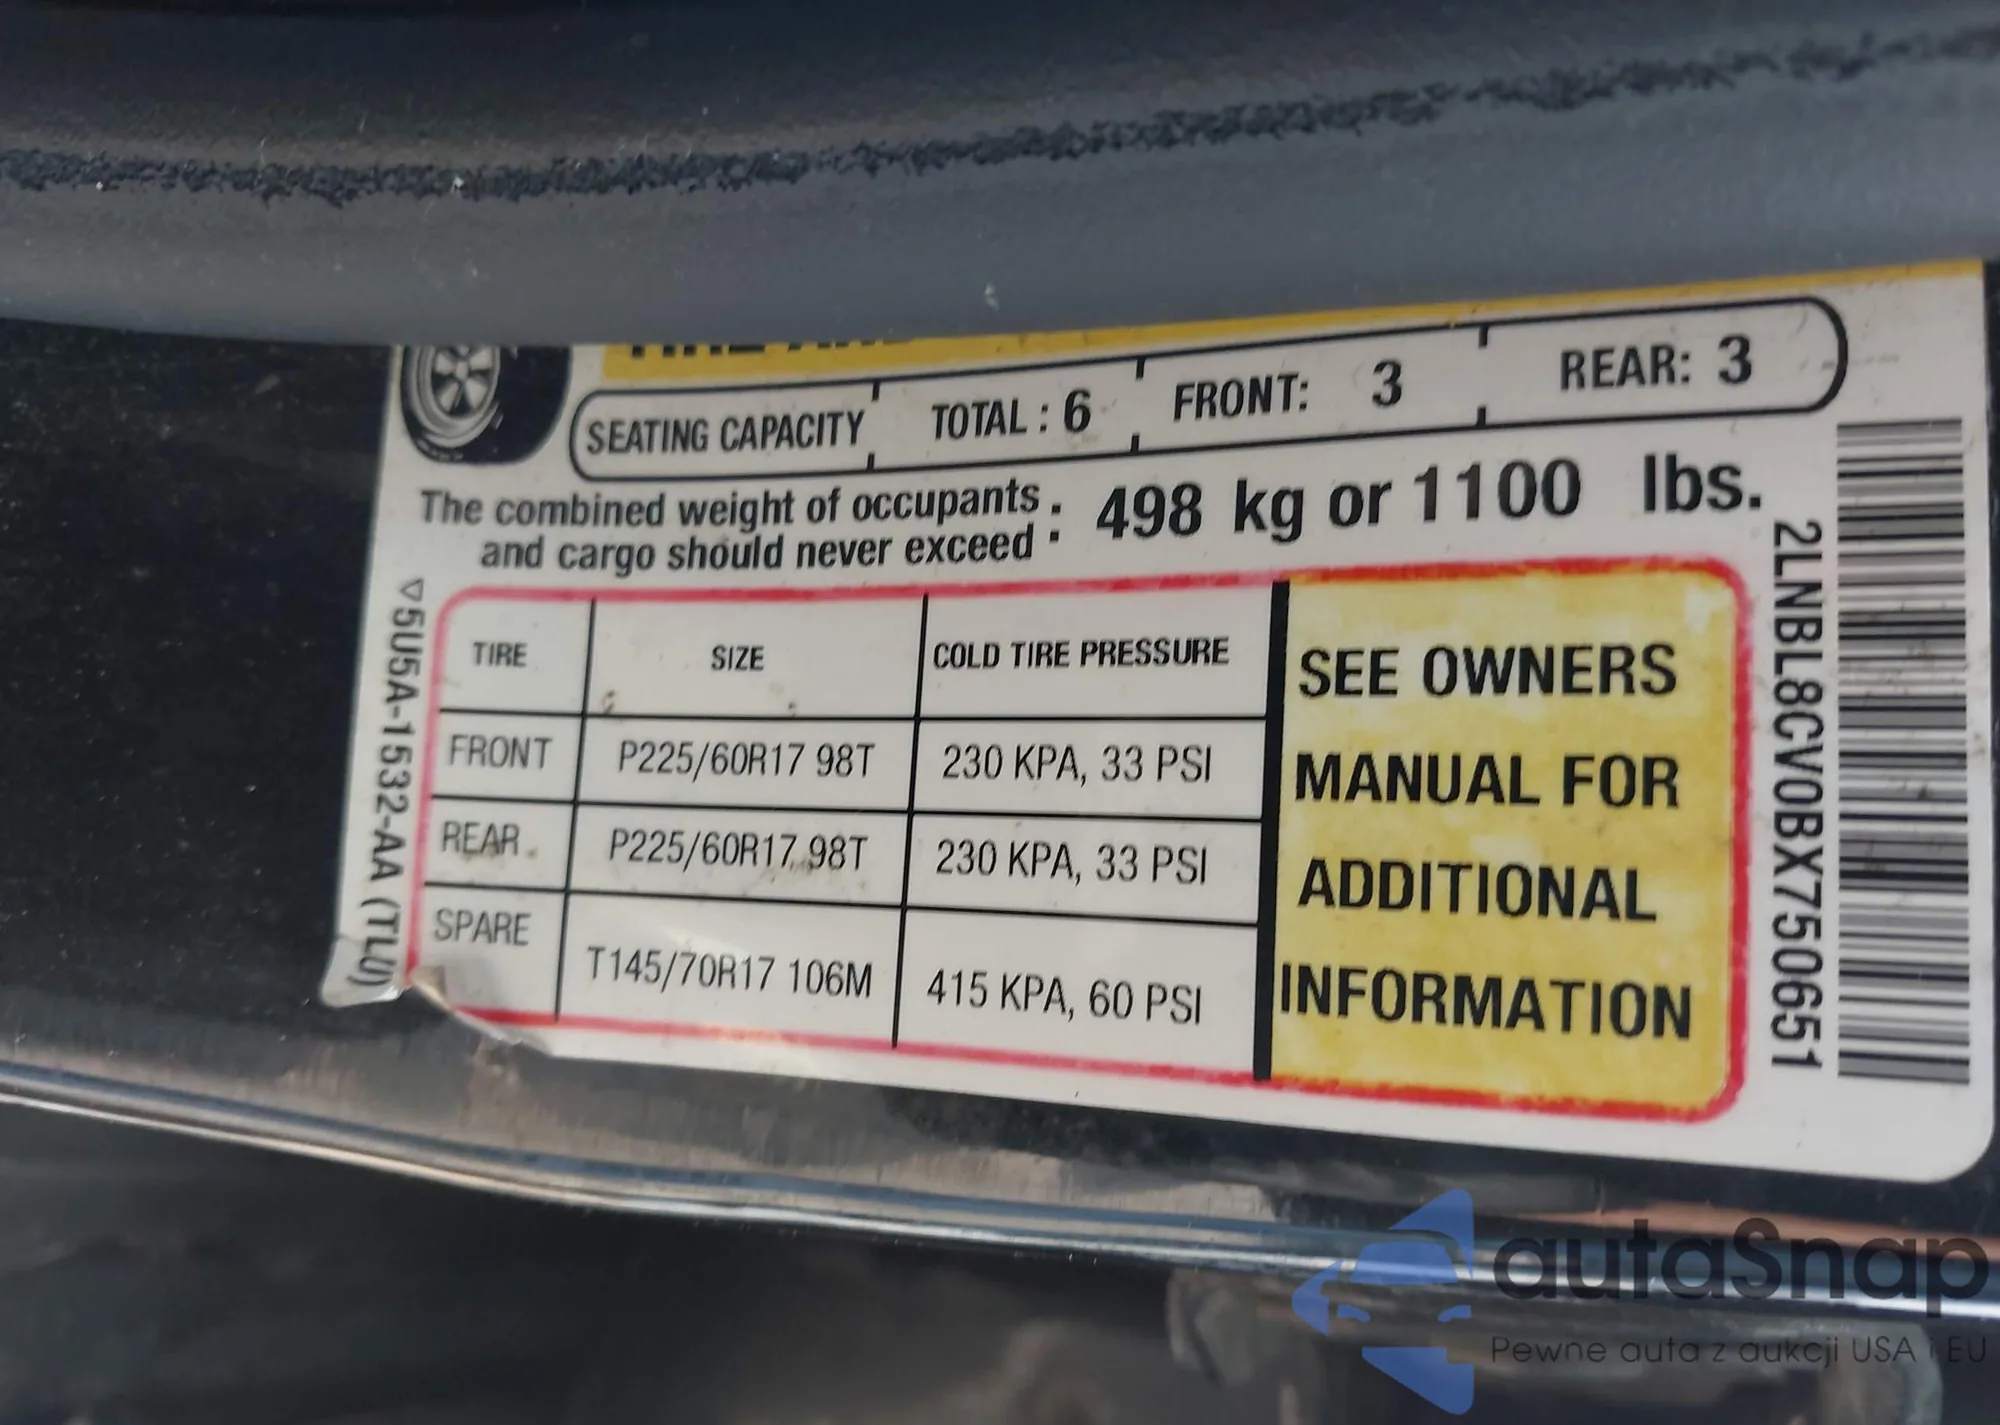 SEATING CAPACITY TOTAL : 6 FRONT: 3 REAR: 3
The combined weight of occupants
and cargo should never exceed : 498 kg or 1100 lbs.
TIRE SIZE COLD TIRE PRESSURE
FRONT P225/60R17 98T 230 KPA, 33 PSI
REAR P225/60R17 98T 230 KPA, 33 PSI
SPARE T145/70R17 106M 415 KPA, 60 PSI
SEE OWNERS
MANUAL FOR
ADDITIONAL
INFORMATION
▽5U5A-1532-AA (TLU)
2LNBL8CV0BX750651
autaSnap
Pewne auta z aukcji USA i EU